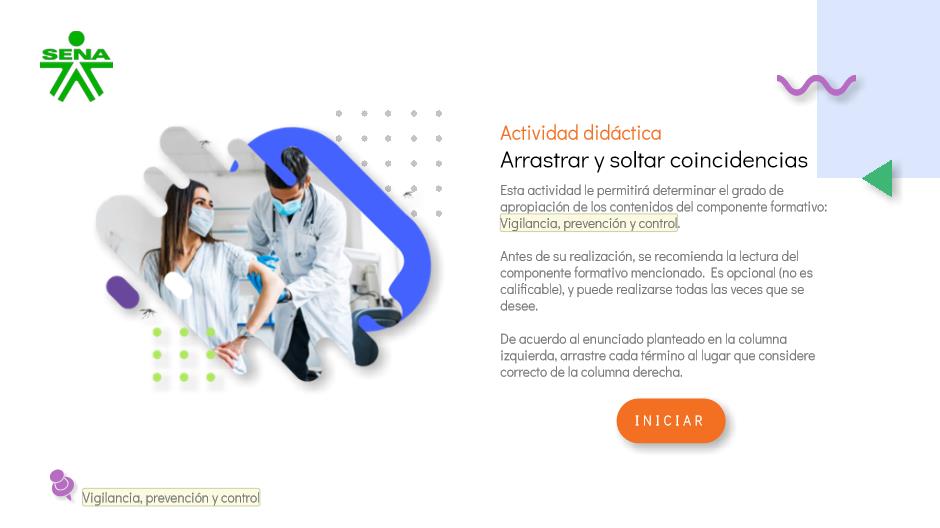 SENA
Actividad didáctica
Arrastrar y soltar coincidencias
Esta actividad le permitirá determinar el grado de
apropiación de los contenidos del componente formativo:
Vigilancia, prevención y control.
Antes de su realización, se recomienda la lectura del
componente formativo mencionado. Es opcional (no es
calificable), y puede realizarse todas las veces que se
desee.
De acuerdo al enunciado planteado en la columna
izquierda, arrastre cada término al lugar que considere
correcto de la columna derecha.
INICIAR
Vigilancia, prevención y control